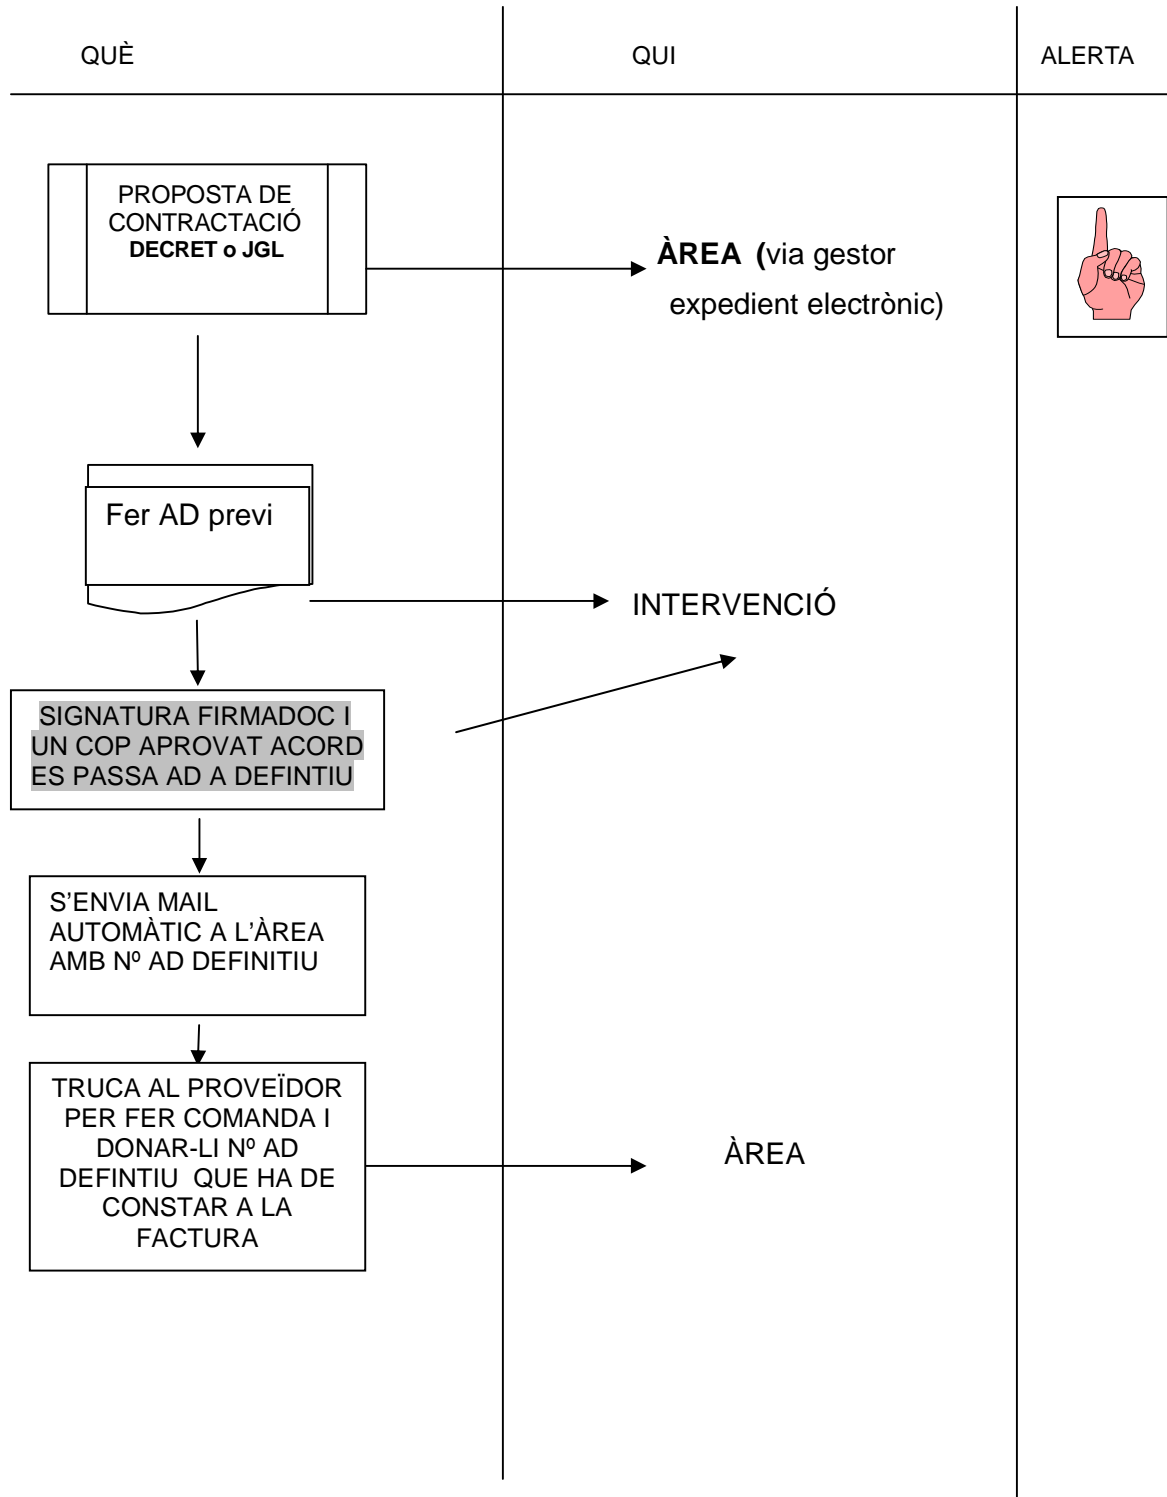 QUÈ
QUI
ALERTA
PROPOSTA DE
CONTRACTACIÓ
DECRET o JGL
ÀREA (via gestor
expedient electrònic)
Fer AD previ
INTERVENCIÓ
SIGNATURA FIRMADOC I
UN COP APROVAT ACORD
ES PASSA AD A DEFINTIU
S'ENVIA MAIL
AUTOMÀTIC A L'ÀREA
AMB Nº AD DEFINITIU
TRUCA AL PROVEÏDOR
PER FER COMANDA I
DONAR-LI Nº AD
DEFINTIU QUE HA DE
CONSTAR A LA
FACTURA
ÀREA